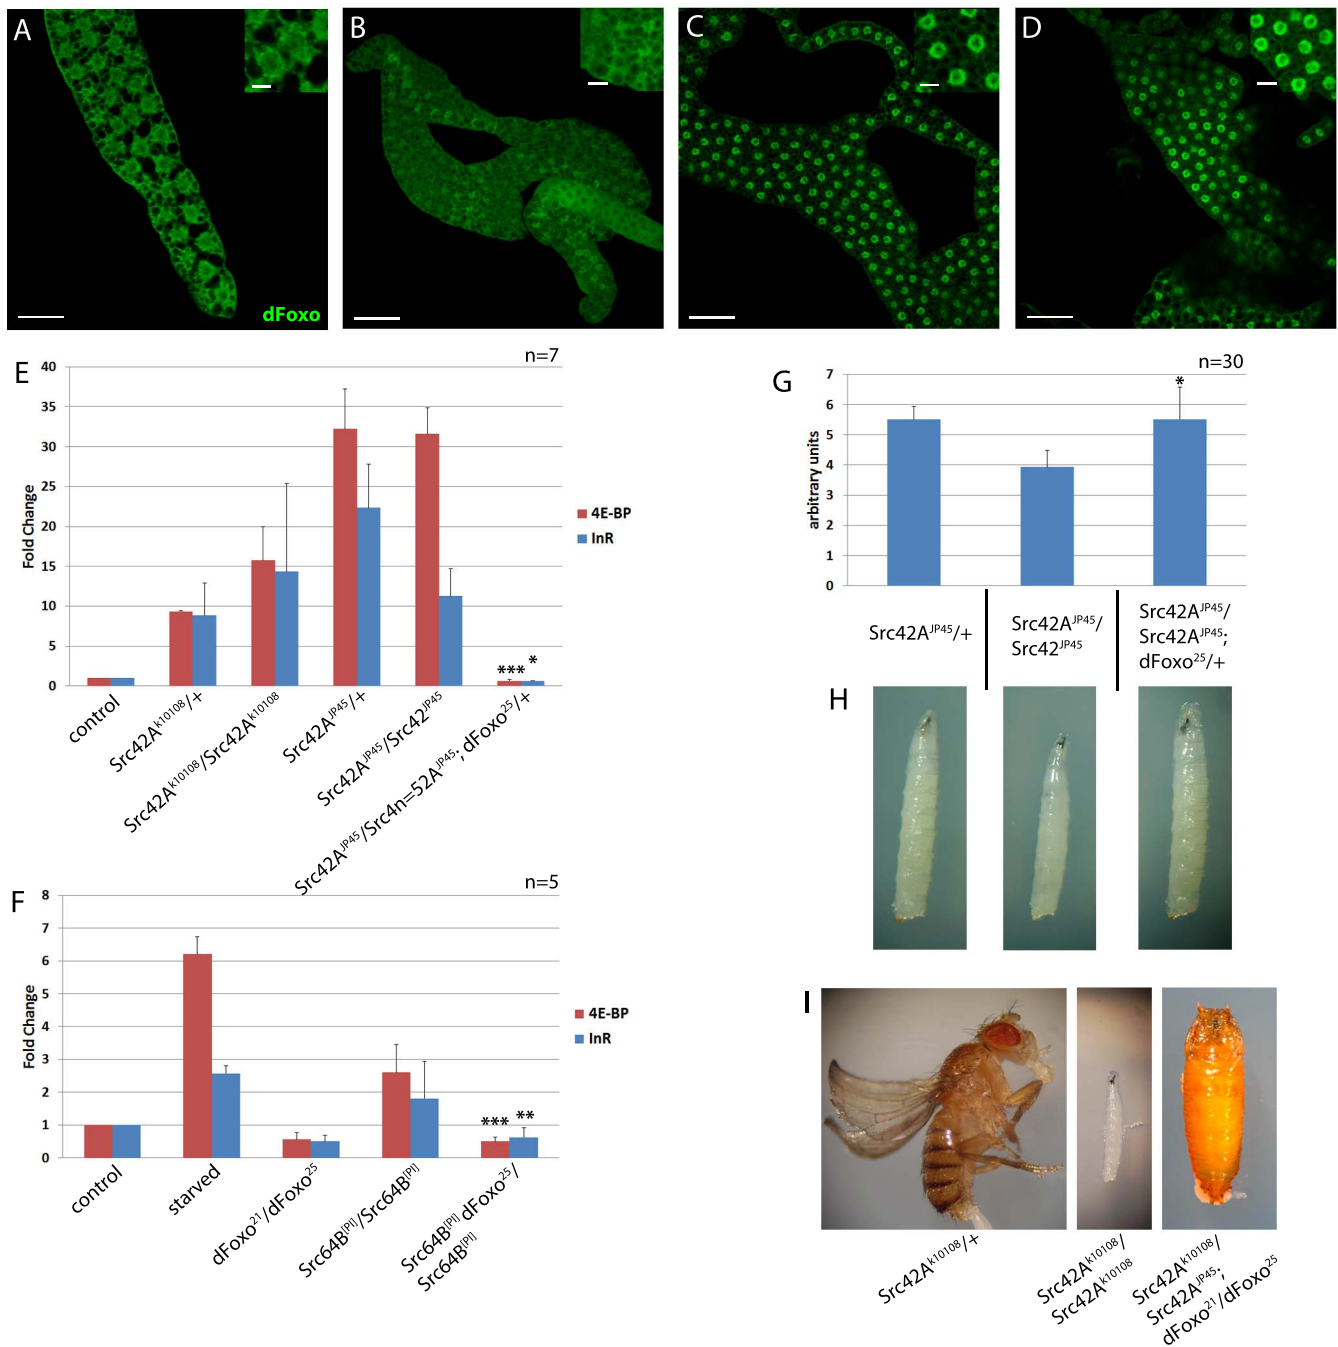 A
B
C
D
dFoxo
E
n=7
40
35
30
25
20
15
10
5
0
Fold Change
4E-BP
InR
*** *
control
Src42A^k10108/+
Src42A^k10108/Src42A^k10108
Src42A^JP45/+
Src42A^JP45/Src42^JP45
Src42A^JP45/Src4n=52A^JP45; dFoxo^25/+
F
n=5
8
7
6
5
4
3
2
1
0
Fold Change
4E-BP
InR
*** **
control
starved
dFoxo^21/dFoxo^25
Src64B^[PI]/Src64B^[PI]
Src64B^[PI] dFoxo^25/
Src64B^[PI]
G
n=30
7
6
5
4
3
2
1
0
arbitrary units
*
Src42A^JP45/+
Src42A^JP45/
Src42^JP45
Src42A^JP45/
Src42A^JP45;
dFoxo^25/+
H
I
Src42A^k10108/+
Src42A^k10108/
Src42A^k10108
Src42A^k10108/
Src42A^JP45;
dFoxo^21/dFoxo^25